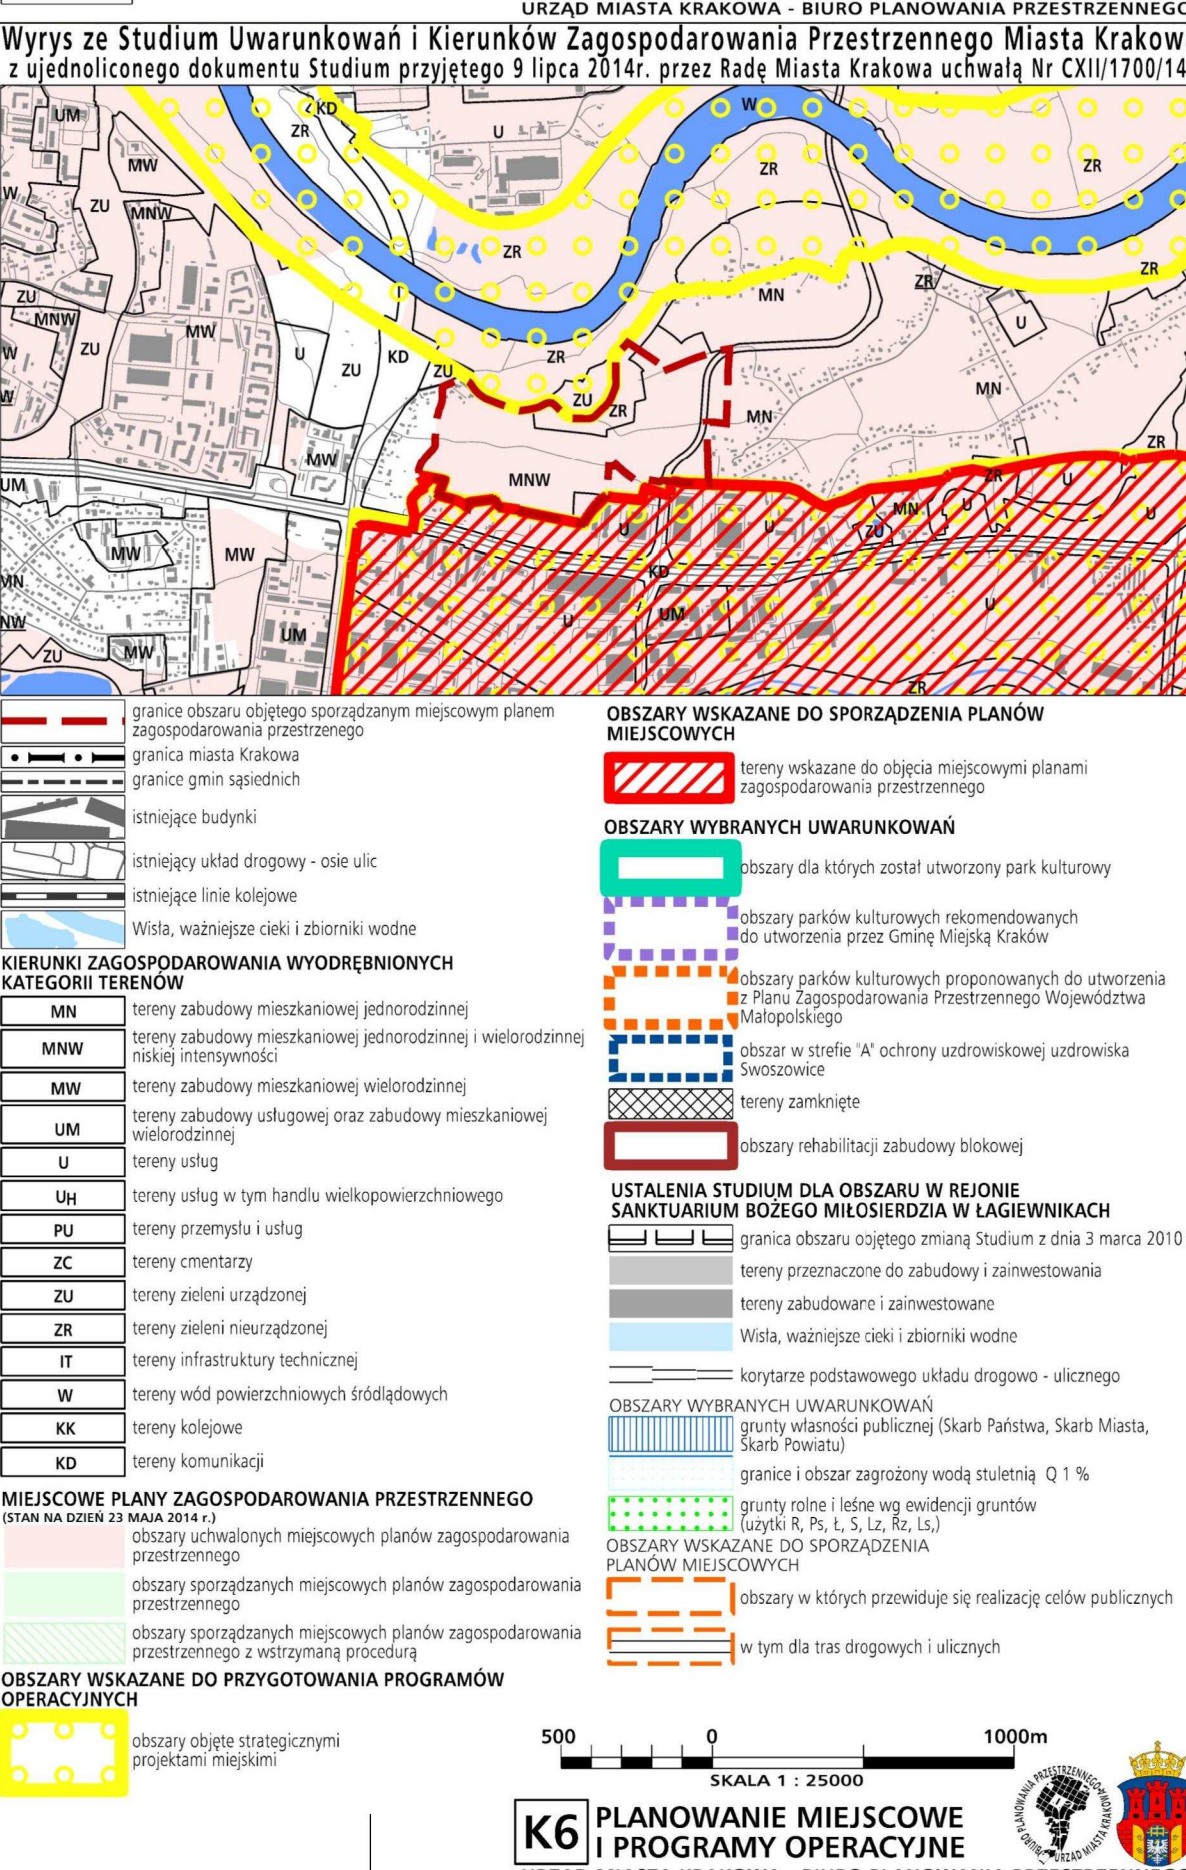 URZĄD MIASTA KRAKOWA - BIURO PLANOWANIA PRZESTRZENNEGO
Wyrys ze Studium Uwarunkowań i Kierunków Zagospodarowania Przestrzennego Miasta Krakow
z ujednoliconego dokumentu Studium przyjętego 9 lipca 2014r. przez Radę Miasta Krakowa uchwałą Nr CXII/1700/14
UM
KD
ZR
U
W
MW
ZR
ZR
W
ZU
MNW
ZR
ZR
ZR
ZU
MNW
MW
MN
U
ZU
U
KD
ZR
W
ZU
ZU
ZU
ZR
MN
MN
W
ZR
MW
MNW
ZR
U
UM
MN
U
U
U
U
ZU
MW
MW
KD
MN
U
UM
U
NW
UM
MW
ZU
ZR
granice obszaru objętego sporządzanym miejscowym planem
zagospodarowania przestrzenego
granica miasta Krakowa
granice gmin sąsiednich
istniejące budynki
istniejący układ drogowy - osie ulic
istniejące linie kolejowe
Wisła, ważniejsze cieki i zbiorniki wodne
KIERUNKI ZAGOSPODAROWANIA WYODRĘBNIONYCH
KATEGORII TERENÓW
MN tereny zabudowy mieszkaniowej jednorodzinnej
MNW tereny zabudowy mieszkaniowej jednorodzinnej i wielorodzinnej
niskiej intensywności
MW tereny zabudowy mieszkaniowej wielorodzinnej
UM tereny zabudowy usługowej oraz zabudowy mieszkaniowej
wielorodzinnej
U tereny usług
UH tereny usług w tym handlu wielkopowierzchniowego
PU tereny przemysłu i usług
ZC tereny cmentarzy
ZU tereny zieleni urządzonej
ZR tereny zieleni nieurządzonej
IT tereny infrastruktury technicznej
W tereny wód powierzchniowych śródlądowych
KK tereny kolejowe
KD tereny komunikacji
MIEJSCOWE PLANY ZAGOSPODAROWANIA PRZESTRZENNEGO
(STAN NA DZIEŃ 23 MAJA 2014 r.)
obszary uchwalonych miejscowych planów zagospodarowania
przestrzennego
obszary sporządzanych miejscowych planów zagospodarowania
przestrzennego
obszary sporządzanych miejscowych planów zagospodarowania
przestrzennego z wstrzymaną procedurą
OBSZARY WSKAZANE DO PRZYGOTOWANIA PROGRAMÓW
OPERACYJNYCH
obszary objęte strategicznymi
projektami miejskimi
OBSZARY WSKAZANE DO SPORZĄDZENIA PLANÓW
MIEJSCOWYCH
tereny wskazane do objęcia miejscowymi planami
zagospodarowania przestrzennego
OBSZARY WYBRANYCH UWARUNKOWAŃ
obszary dla których został utworzony park kulturowy
obszary parków kulturowych rekomendowanych
do utworzenia przez Gminę Miejską Kraków
obszary parków kulturowych proponowanych do utworzenia
z Planu Zagospodarowania Przestrzennego Województwa
Małopolskiego
obszar w strefie "A" ochrony uzdrowiskowej uzdrowiska
Swoszowice
tereny zamknięte
obszary rehabilitacji zabudowy blokowej
USTALENIA STUDIUM DLA OBSZARU W REJONIE
SANKTUARIUM BOŻEGO MIŁOSIERDZIA W ŁAGIEWNIKACH
granica obszaru objętego zmianą Studium z dnia 3 marca 2010
tereny przeznaczone do zabudowy i zainwestowania
tereny zabudowane i zainwestowane
Wisła, ważniejsze cieki i zbiorniki wodne
korytarze podstawowego układu drogowo - ulicznego
OBSZARY WYBRANYCH UWARUNKOWAŃ
grunty własności publicznej (Skarb Państwa, Skarb Miasta,
Skarb Powiatu)
granice i obszar zagrożony wodą stuletnią Q 1 %
grunty rolne i leśne wg ewidencji gruntów
(użytki R, Ps, Ł, S, Lz, Rz, Ls,)
OBSZARY WSKAZANE DO SPORZĄDZENIA
PLANÓW MIEJSCOWYCH
obszary w których przewiduje się realizację celów publicznych
w tym dla tras drogowych i ulicznych
500 0 1000m
SKALA 1 : 25000
K6 PLANOWANIE MIEJSCOWE
I PROGRAMY OPERACYJNE
BIURO PLANOWANIA PRZESTRZENNEGO
URZĄD MIASTA KRAKOWA